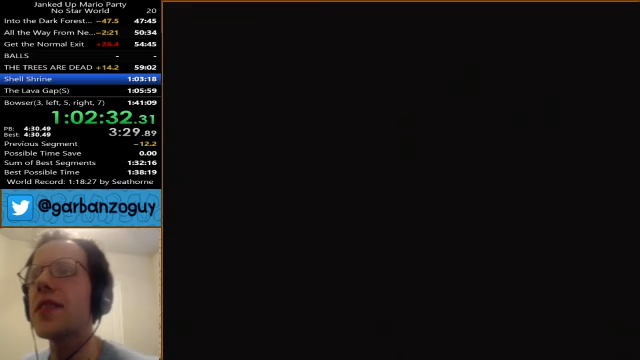 Janked Up Mario Party
No Star World 20
Into the Dark Forest... −47.5 47:45
All the Way From Ne... −2:21 50:34
Get the Normal Exit 54:45
BALLS - -
THE TREES ARE DEAD +14.2 59:02
Shell Shrine 1:03:18
The Lava Gap(S) 1:05:59
Bowser(3, left, 5, right, 7) 1:41:09
1:02:32.31
PB: 4:30.49
Best: 4:30.49
3:29.89
Previous Segment −12.2
Possible Time Save 0.00
Sum of Best Segments 1:32:16
Best Possible Time 1:38:19
World Record: 1:18:27 by Seathorne
@garbanzoguy